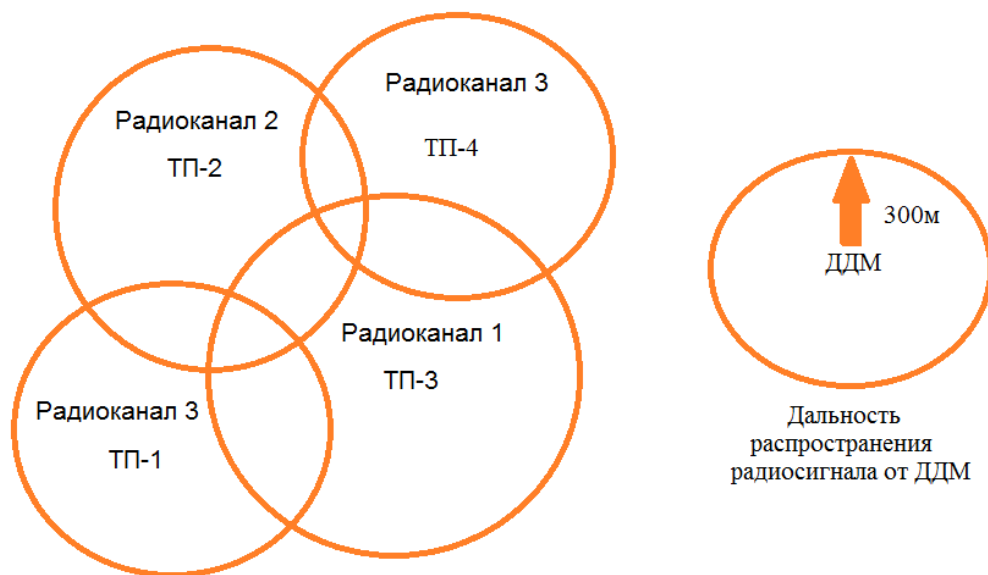 Радиоканал 2
ТП-2
Радиоканал 3
ТП-4
Радиоканал 1
ТП-3
Радиоканал 3
ТП-1
300м
ДДМ
Дальность
распространения
радиосигнала от ДДМ